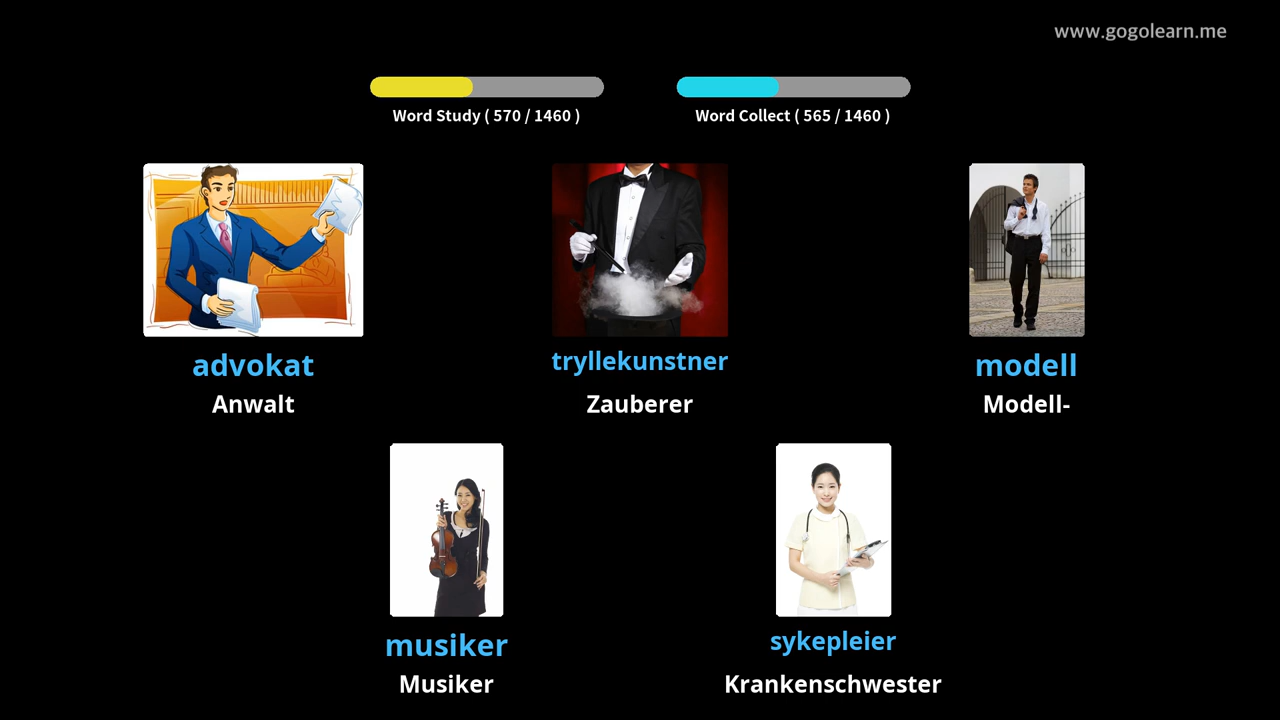 www.gogolearn.me
Word Study ( 570 / 1460 )
Word Collect ( 565 / 1460 )
advokat
Anwalt
tryllekunstner
Zauberer
modell
Modell-
musiker
Musiker
sykepleier
Krankenschwester